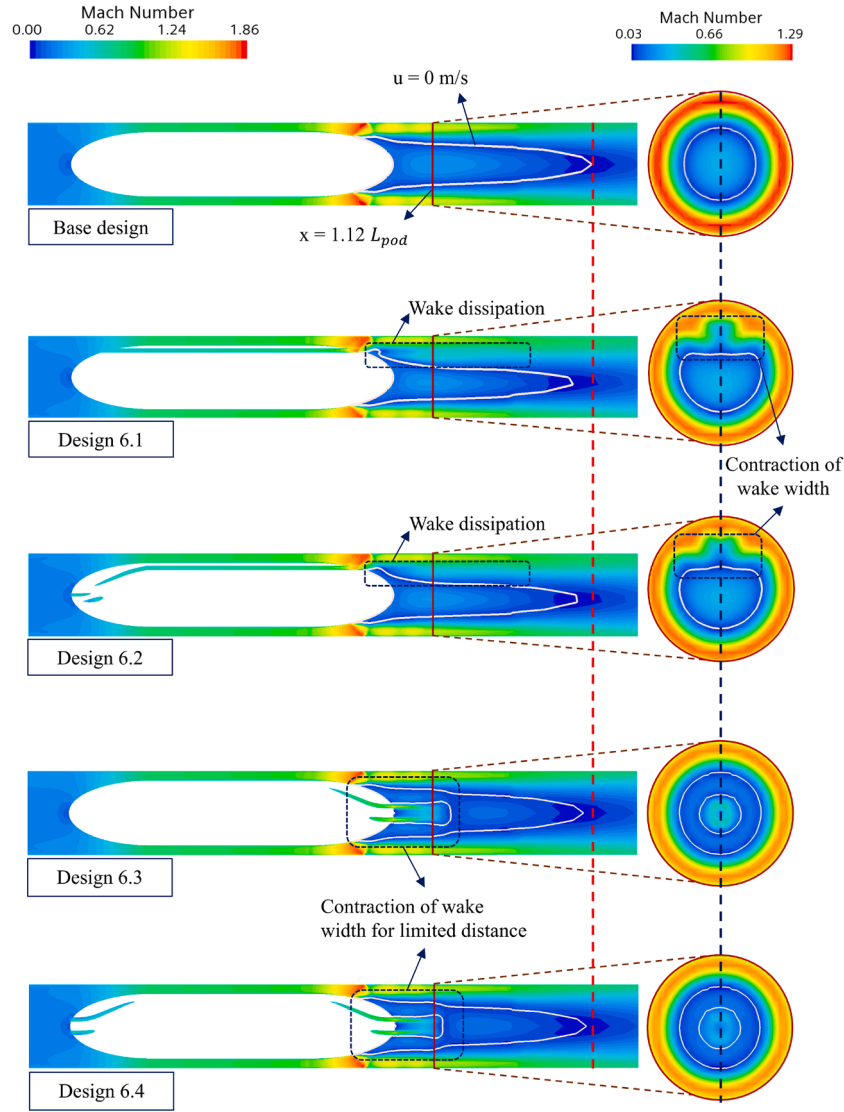 Mach Number
0.00 0.62 1.24 1.86
Mach Number
0.03 0.66 1.29
u = 0 m/s
Base design
x = 1.12 L_pod
Wake dissipation
Design 6.1
Contraction of
wake width
Wake dissipation
Design 6.2
Design 6.3
Contraction of wake
width for limited distance
Design 6.4